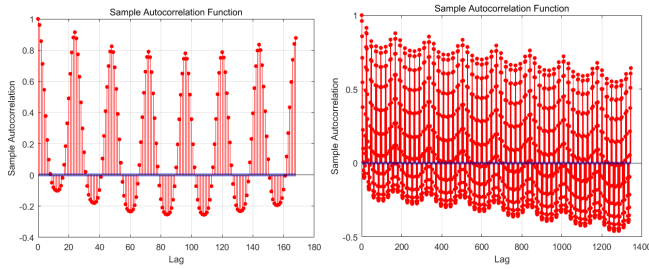 Sample Autocorrelation Function
1
0.8
0.6
0.4
0.2
0
-0.2
-0.4
0 20 40 60 80 100 120 140 160 180
Sample Autocorrelation
Lag
Sample Autocorrelation Function
1
0.5
0
-0.5
0 200 400 600 800 1000 1200 1400
Sample Autocorrelation
Lag